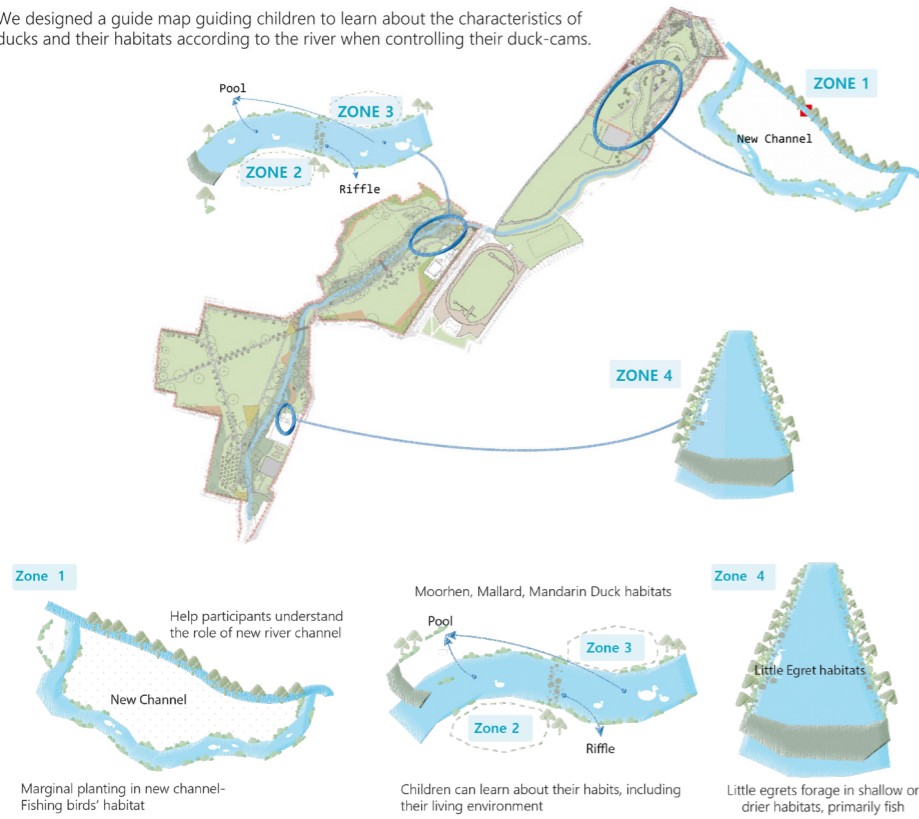 We designed a guide map guiding children to learn about the characteristics of
ducks and their habitats according to the river when controlling their duck-cams.
Pool
ZONE 3
ZONE 2
Riffle
ZONE 1
New Channel
ZONE 4
Zone 1
Help participants understand
the role of new river channel
New Channel
Marginal planting in new channel-
Fishing birds' habitat
Moorhen, Mallard, Mandarin Duck habitats
Pool
Zone 3
Zone 2
Riffle
Children can learn about their habits, including
their living environment
Zone 4
Little Egret habitats
Little egrets forage in shallow or
drier habitats, primarily fish